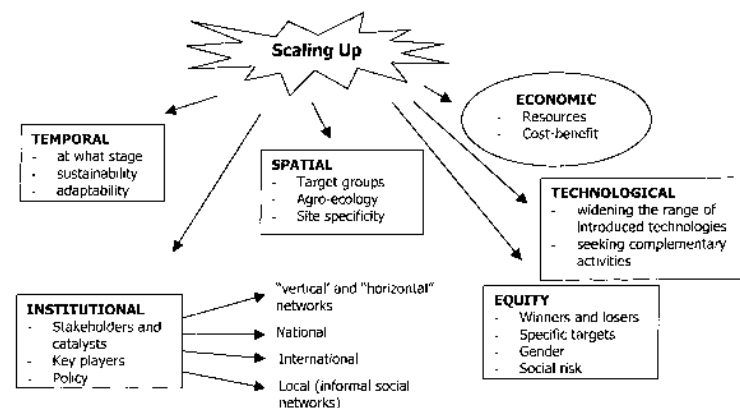 Scaling Up
ECONOMIC
- Resources
- Cost-benefit
TEMPORAL
- at what stage
- sustainability
- adaptability
SPATIAL
- Target groups
- Agro-ecology
- Site specificity
TECHNOLOGICAL
- widening the range of
introduced technologies
- seeking complementary
activities
INSTITUTIONAL
- Stakeholders and
catalysts
- Key players
- Policy
"vertical' and "horizontal"
networks
National
International
Local (informal social
networks)
EQUITY
- Winners and losers
- Specific targets
- Gender
- Social risk